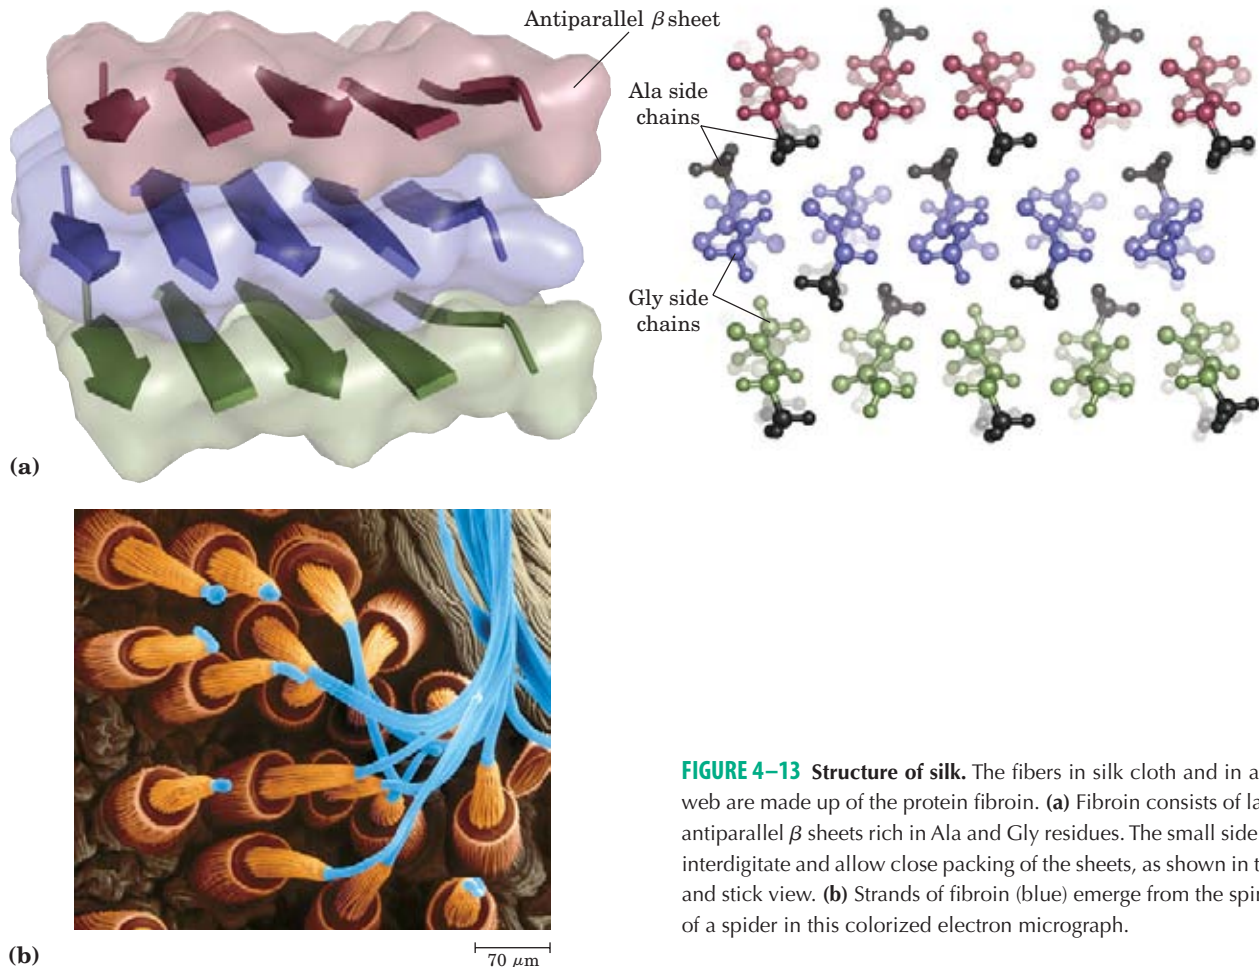 Antiparallel β sheet
Ala side
chains
Gly side
chains
(a)
(b)
70 μm
FIGURE 4–13 Structure of silk. The fibers in silk cloth and in a
web are made up of the protein fibroin. (a) Fibroin consists of la
antiparallel β sheets rich in Ala and Gly residues. The small side
interdigitate and allow close packing of the sheets, as shown in t
and stick view. (b) Strands of fibroin (blue) emerge from the spin
of a spider in this colorized electron micrograph.